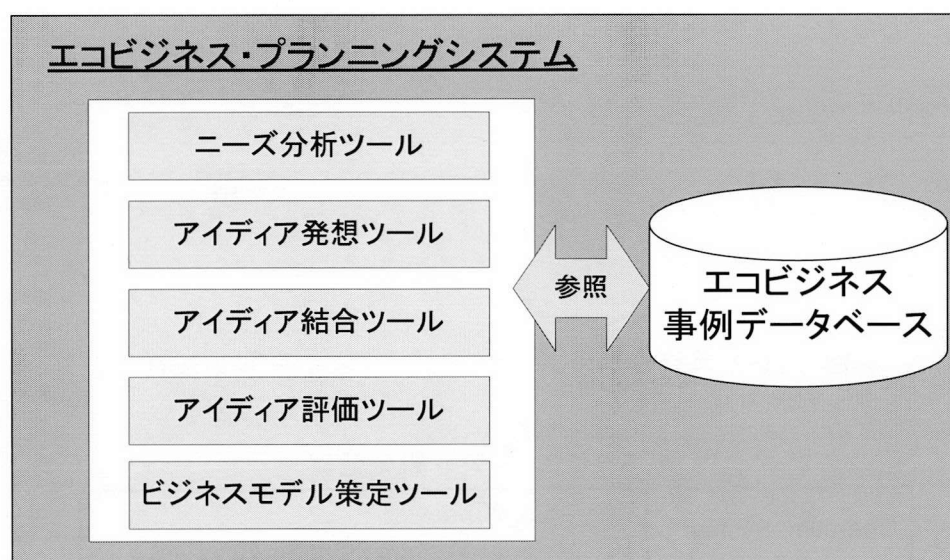 エコビジネス・プランニングシステム
ニーズ分析ツール
アイディア発想ツール
アイディア結合ツール
アイディア評価ツール
ビジネスモデル策定ツール
参照
エコビジネス
事例データベース